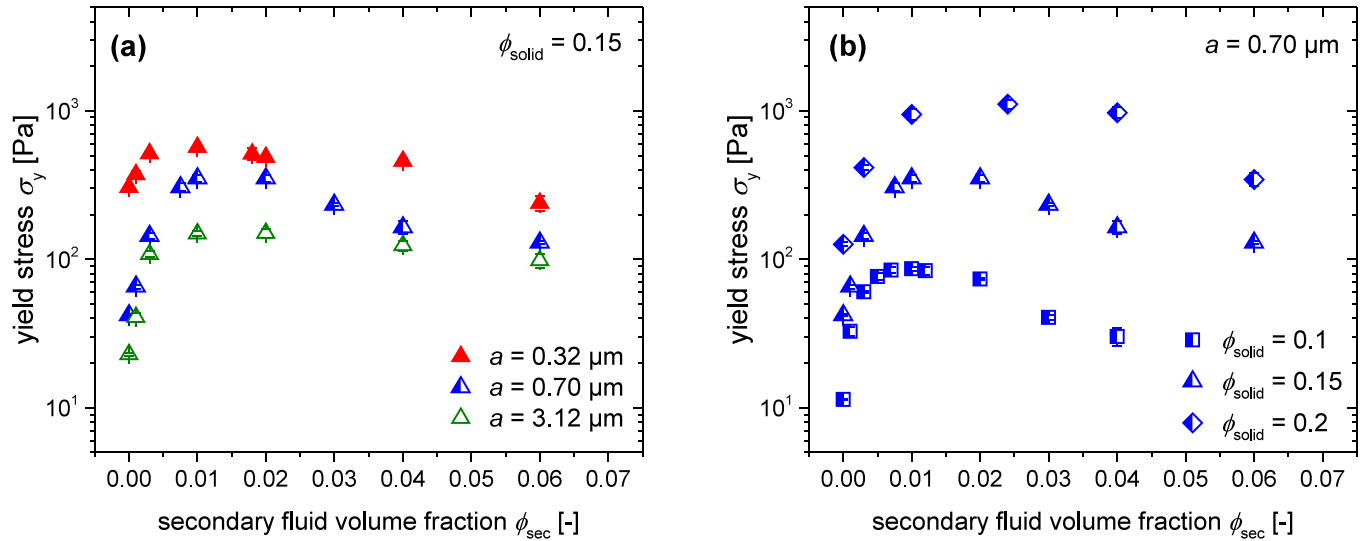 (a)
ϕsolid = 0.15
yield stress σy [Pa]
10³
10²
10¹
a = 0.32 µm
a = 0.70 µm
a = 3.12 µm
0.00 0.01 0.02 0.03 0.04 0.05 0.06 0.07
secondary fluid volume fraction ϕsec [-]
(b)
a = 0.70 µm
yield stress σy [Pa]
10³
10²
10¹
ϕsolid = 0.1
ϕsolid = 0.15
ϕsolid = 0.2
0.00 0.01 0.02 0.03 0.04 0.05 0.06 0.07
secondary fluid volume fraction ϕsec [-]